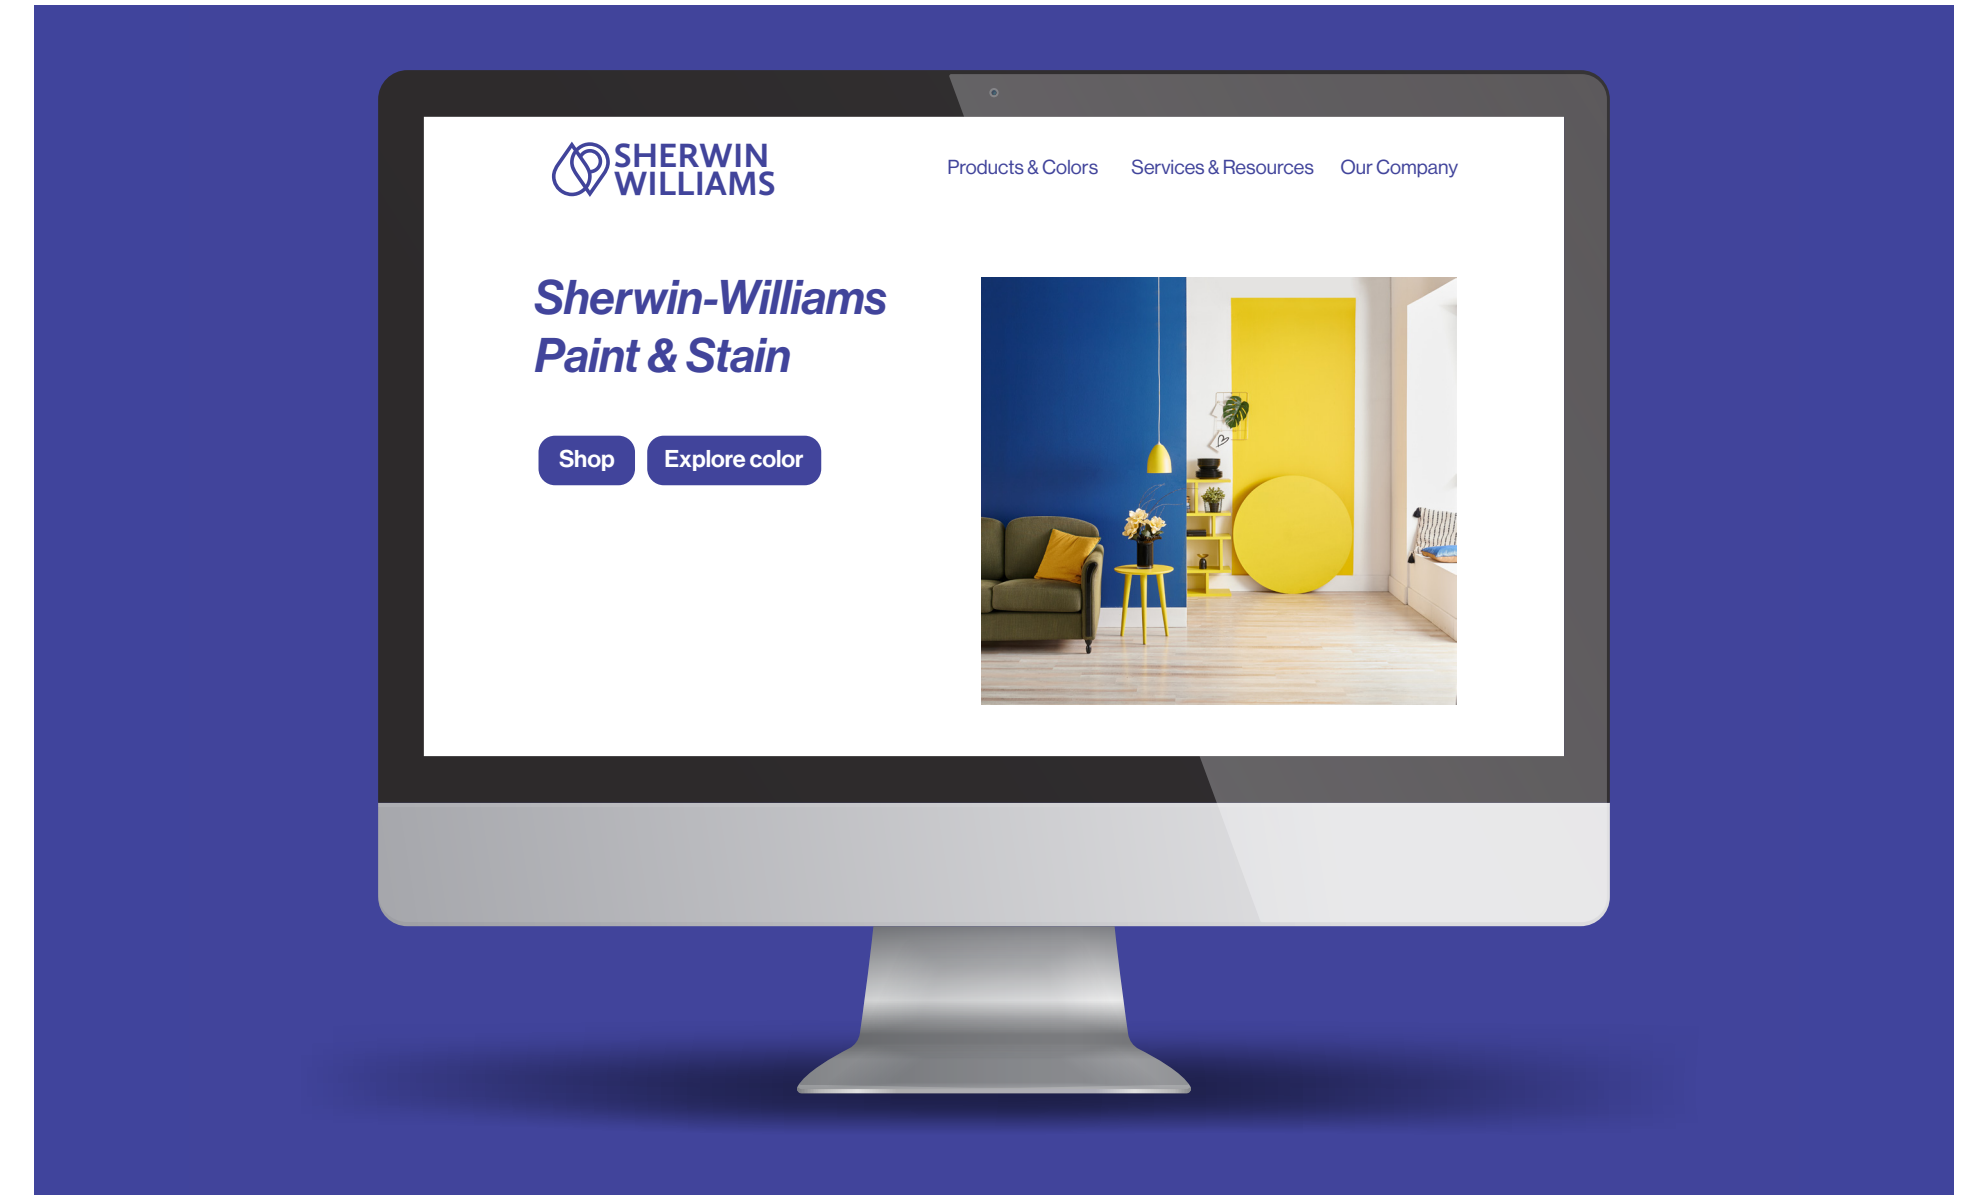 SHERWIN
WILLIAMS
Products & Colors
Services & Resources
Our Company
Sherwin-Williams
Paint & Stain
Shop
Explore color